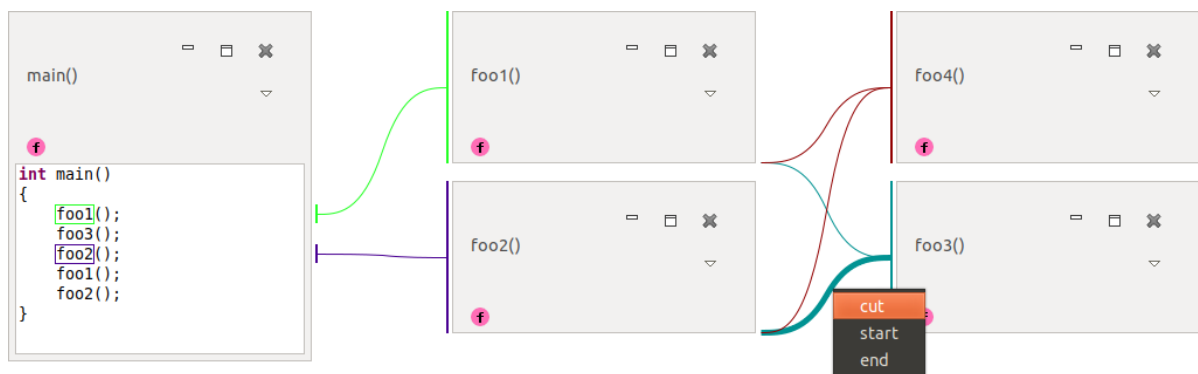 main()
f
int main()
{
foo1();
foo3();
foo2();
foo1();
foo2();
}
foo1()
f
foo2()
f
foo4()
f
foo3()
f
cut
start
end